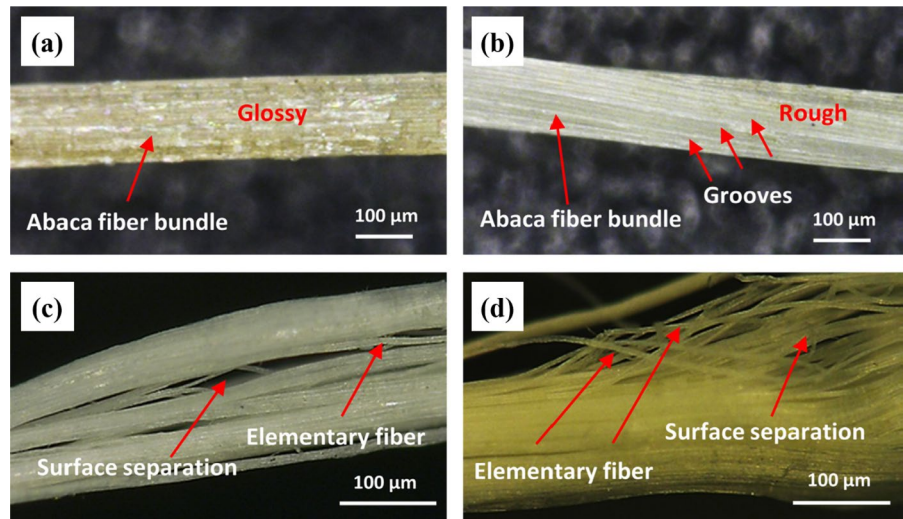 (a)
Glossy
Abaca fiber bundle
100 µm
(b)
Rough
Grooves
Abaca fiber bundle
100 µm
(c)
Elementary fiber
Surface separation
100 µm
(d)
Surface separation
Elementary fiber
100 µm